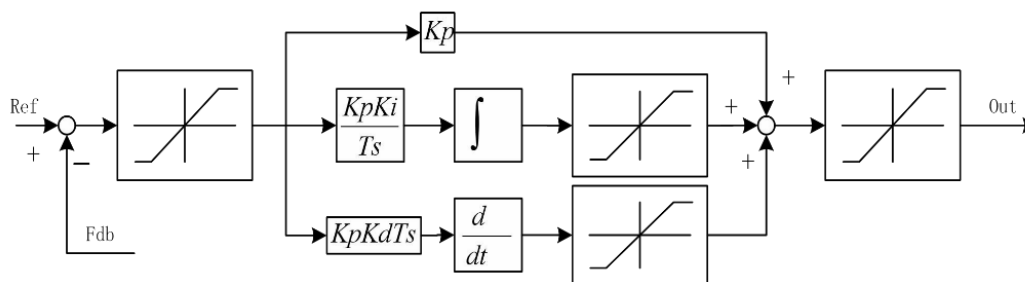 Kp
Ref
+
−
Fdb
KpKi
Ts
∫
+
+
+
Out
KpKdTs
d
dt